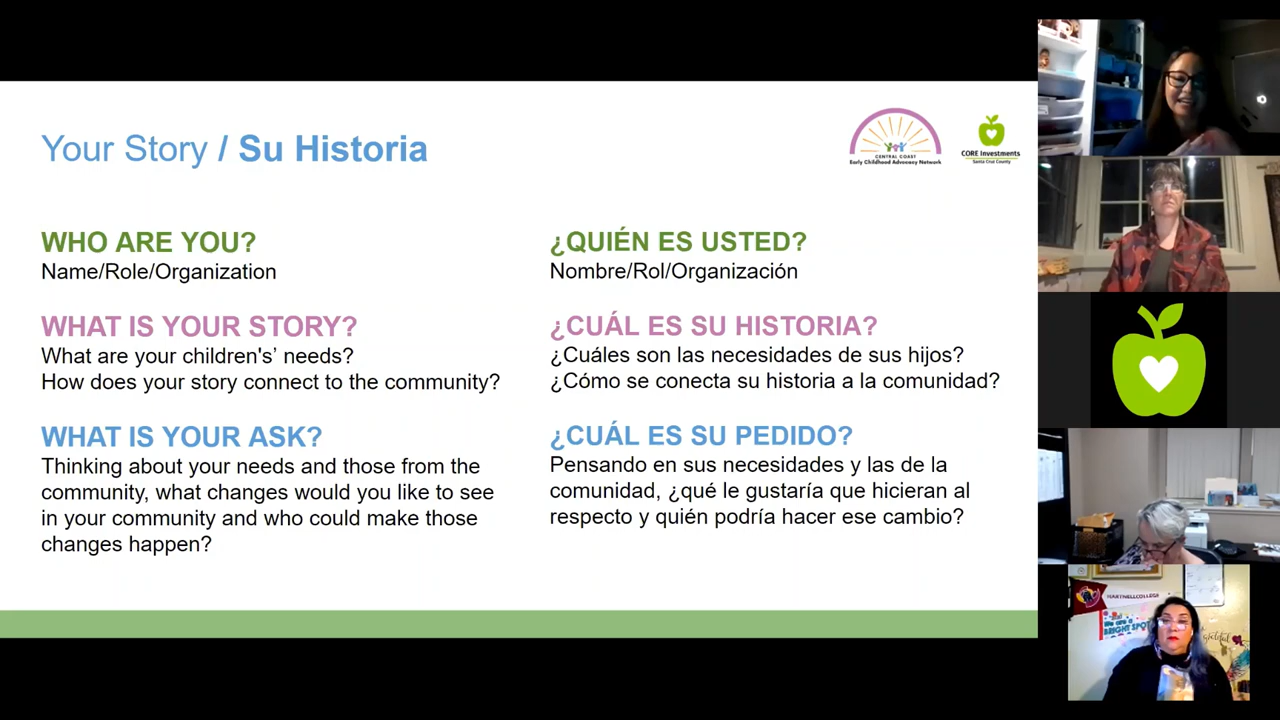 Your Story / Su Historia
CENTRAL COAST
Early Childhood Advocacy Network
CORE Investments
Santa Cruz County
WHO ARE YOU?
Name/Role/Organization
WHAT IS YOUR STORY?
What are your children's' needs?
How does your story connect to the community?
WHAT IS YOUR ASK?
Thinking about your needs and those from the
community, what changes would you like to see
in your community and who could make those
changes happen?
¿QUIÉN ES USTED?
Nombre/Rol/Organización
¿CUÁL ES SU HISTORIA?
¿Cuáles son las necesidades de sus hijos?
¿Cómo se conecta su historia a la comunidad?
¿CUÁL ES SU PEDIDO?
Pensando en sus necesidades y las de la
comunidad, ¿qué le gustaría que hicieran al
respecto y quién podría hacer ese cambio?
HARTNELL COLLEGE
We are a
BRIGHT SPOT
grateful